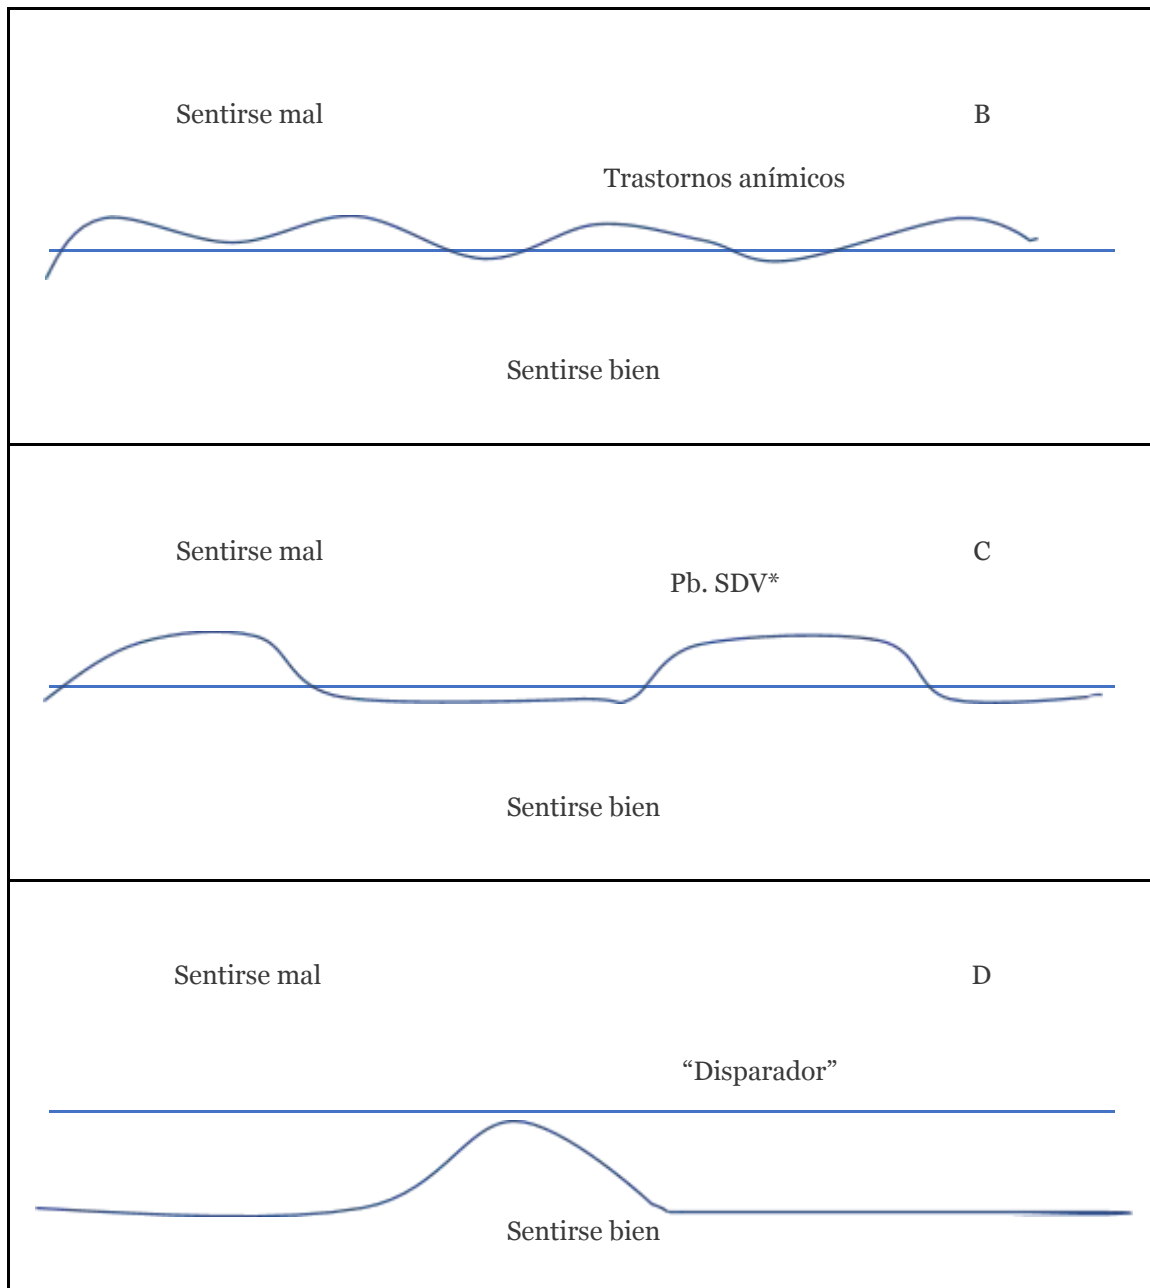 Sentirse mal B
Trastornos anímicos
Sentirse bien
Sentirse mal C
Pb. SDV*
Sentirse bien
Sentirse mal D
“Disparador”
Sentirse bien